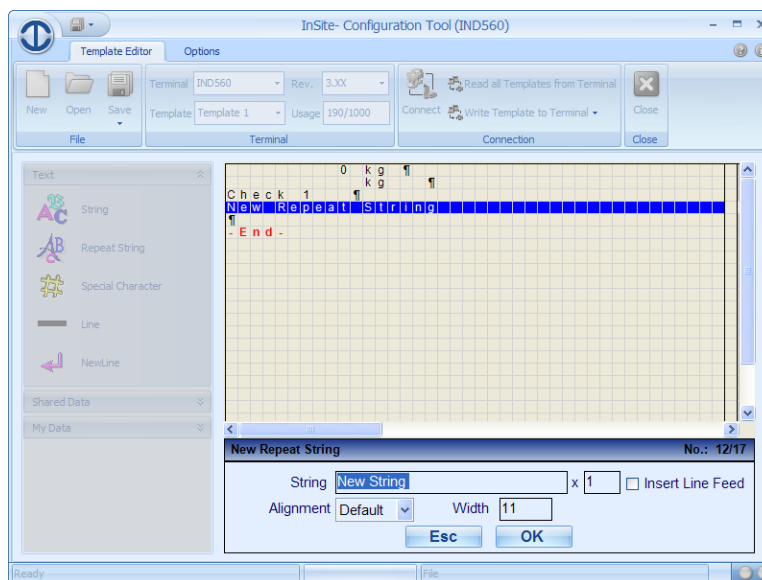 InSite- Configuration Tool (IND560)
Template Editor Options
New Open Save
File
Terminal IND560 Rev. 3.XX
Template Template 1 Usage 190/1000
Terminal
Connect Read all Templates from Terminal
Write Template to Terminal
Connection
Close
Close
Text
String
Repeat String
Special Character
Line
NewLine
Shared Data
My Data
0 kg ¶
kg ¶
Check 1 ¶
New Repeat String
¶
-End-
New Repeat String No.: 12/17
String New String x 1 Insert Line Feed
Alignment Default Width 11
Esc OK
Ready File